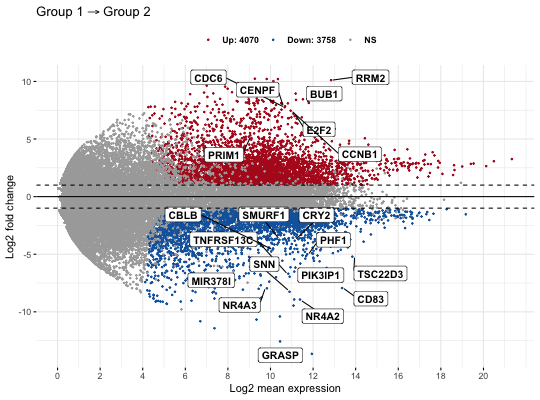 Group 1 → Group 2
Up: 4070 Down: 3758 NS
CDC6
RRM2
CENPF
BUB1
E2F2
PRIM1
CCNB1
CBLB
SMURF1
CRY2
TNFRSF13C
PHF1
SNN
PIK3IP1
TSC22D3
MIR378I
CD83
NR4A3
NR4A2
GRASP
10
5
0
-5
-10
Log2 fold change
0 2 4 6 8 10 12 14 16 18 20
Log2 mean expression